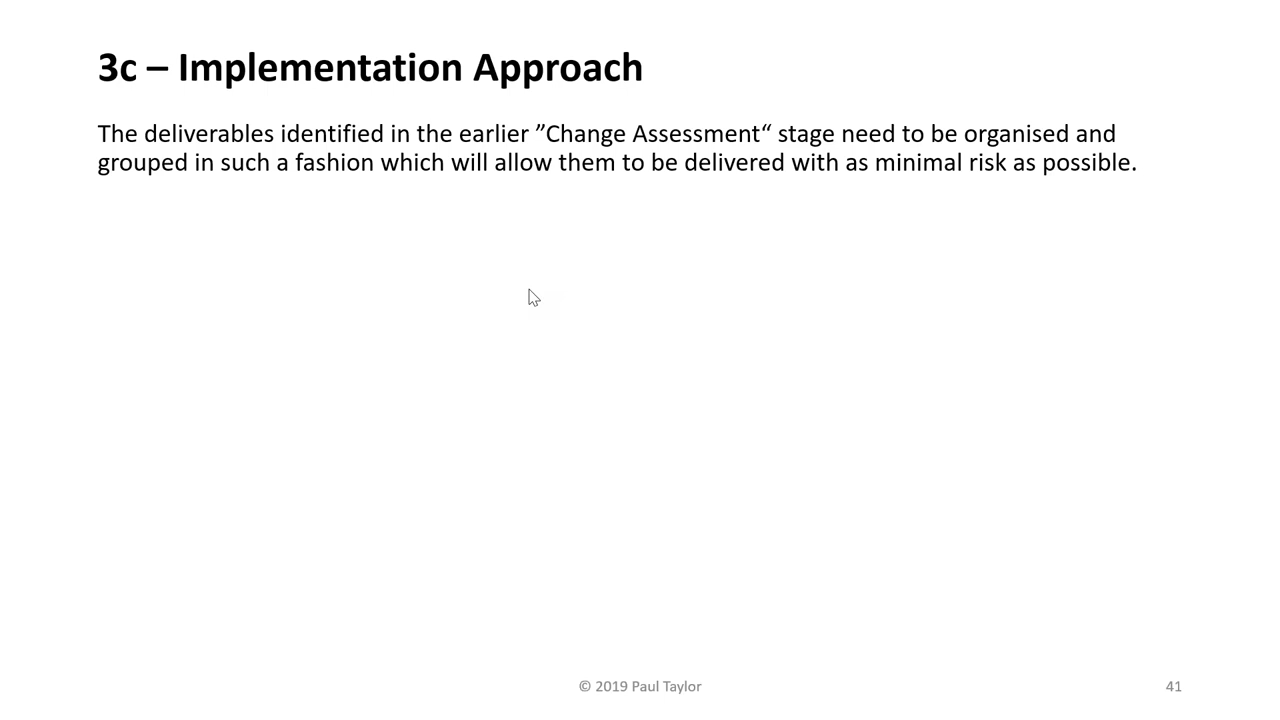 3c – Implementation Approach
The deliverables identified in the earlier ”Change Assessment“ stage need to be organised and
grouped in such a fashion which will allow them to be delivered with as minimal risk as possible.
© 2019 Paul Taylor
41